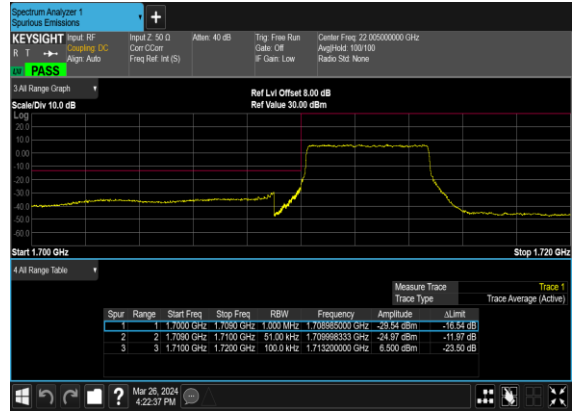 Spectrum Analyzer 1
Spurious Emissions
KEYSIGHT Input: RF Input Z: 50 Ω Atten: 40 dB Trig: Free Run Center Freq: 22.005000000 GHz
R T Coupling: DC Corr CCorr Gate: Off Avg|Hold: 100/100
Align: Auto Freq Ref: Int (S) IF Gain: Low Radio Std: None
PASS
3 All Range Graph
Ref Lvl Offset 8.00 dB
Scale/Div 10.0 dB Ref Value 30.00 dBm
Log
20.0
10.0
0.00
-10.0
-20.0
-30.0
-40.0
-50.0
-60.0
Start 1.700 GHz Stop 1.720 GHz
4 All Range Table
Measure Trace Trace 1
Trace Type Trace Average (Active)
Spur Range Start Freq Stop Freq RBW Frequency Amplitude ΔLimit
1 1 1.7000 GHz 1.7090 GHz 1.000 MHz 1.708985000 GHz -29.54 dBm -16.54 dB
2 2 1.7090 GHz 1.7100 GHz 51.00 kHz 1.709998333 GHz -24.97 dBm -11.97 dB
3 3 1.7100 GHz 1.7200 GHz 100.0 kHz 1.713200000 GHz 6.500 dBm -23.50 dB
Mar 26, 2024
4:22:37 PM